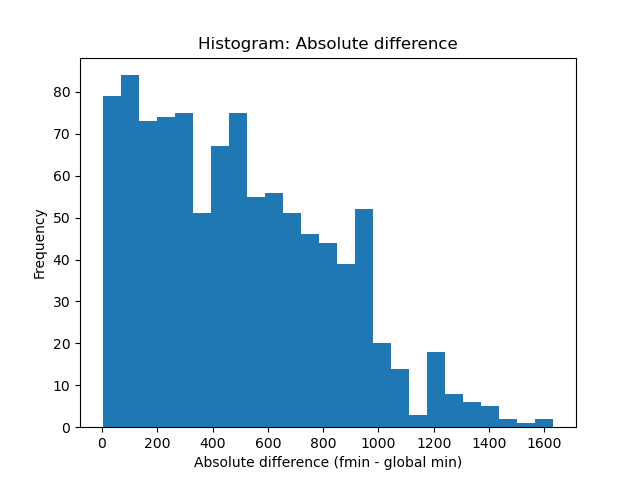 Histogram: Absolute difference
Frequency
80
70
60
50
40
30
20
10
0
0 200 400 600 800 1000 1200 1400 1600
Absolute difference (fmin - global min)